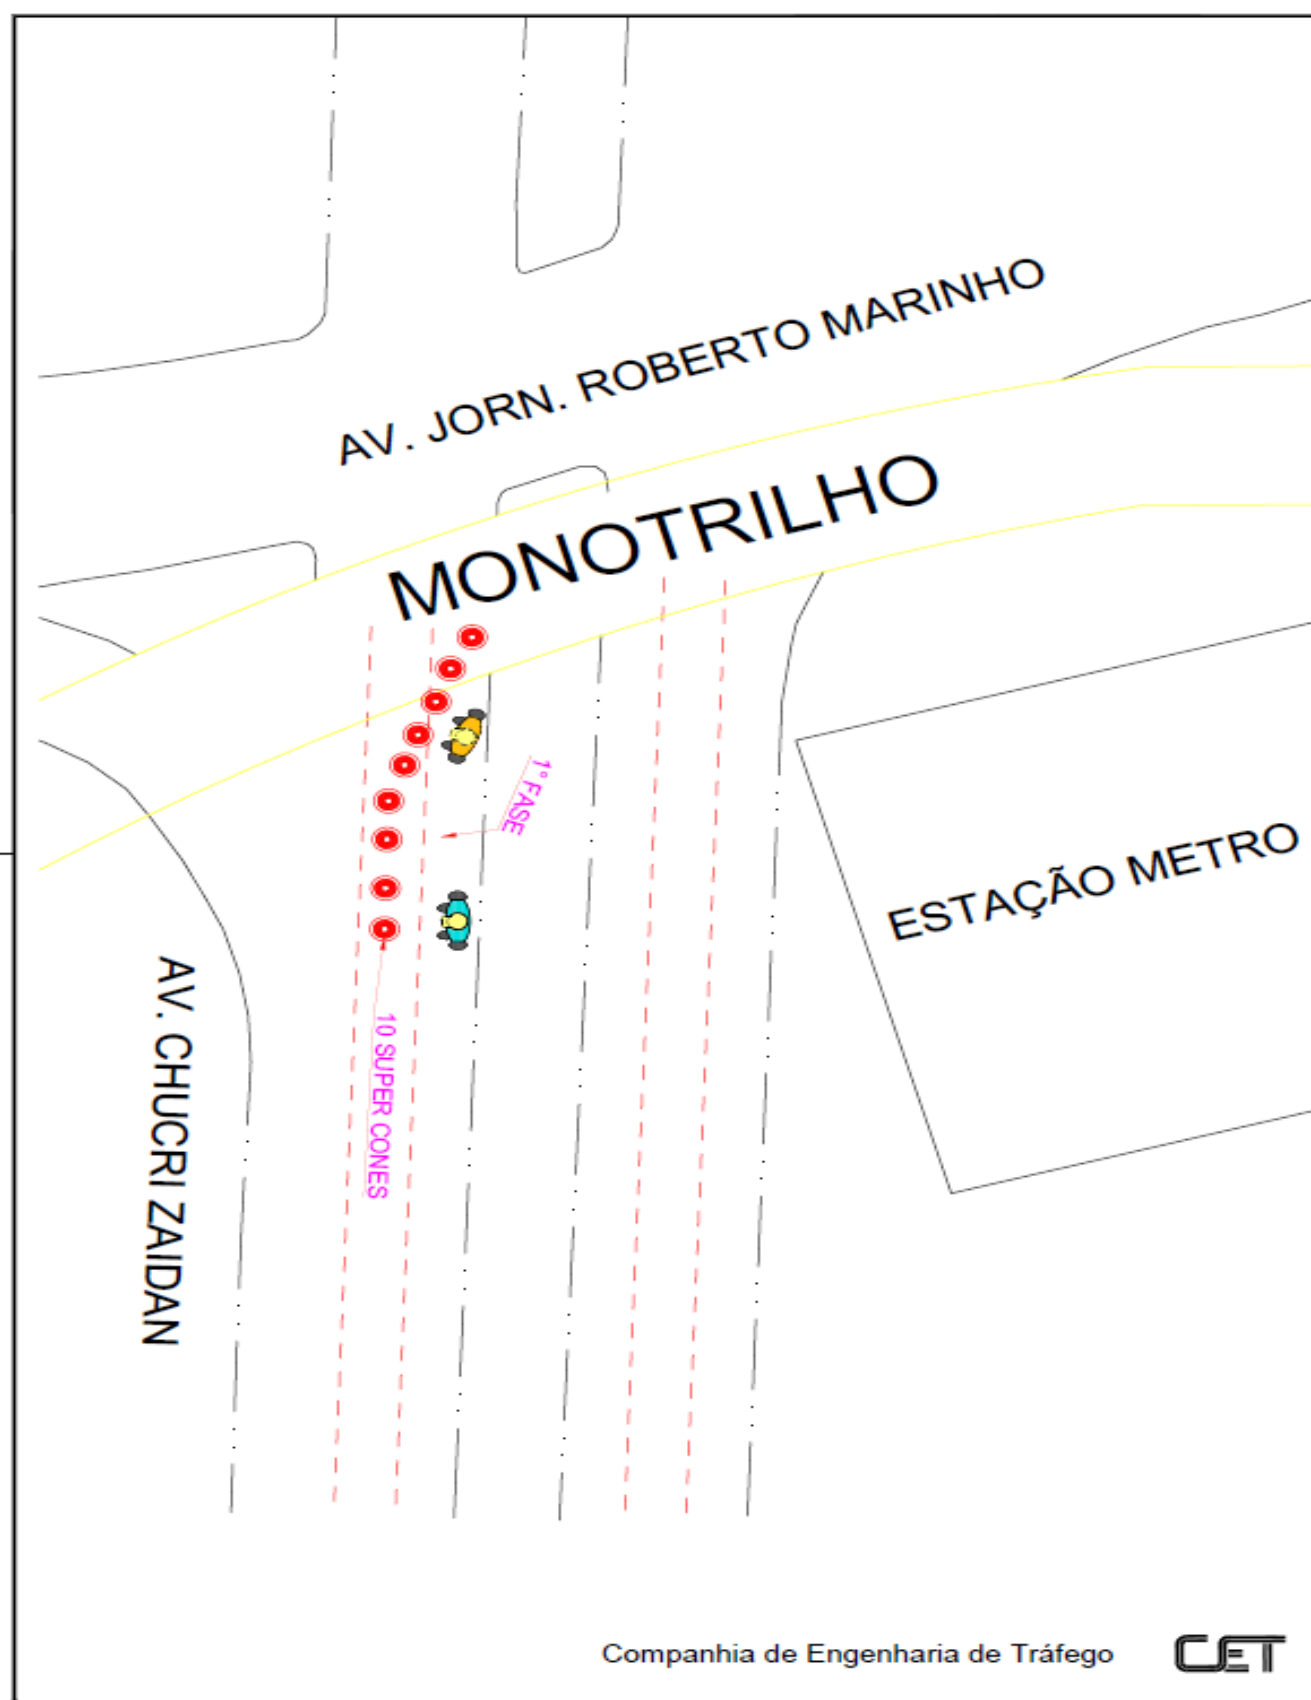 AV. JORN. ROBERTO MARINHO
MONOTRILHO
1° FASE
ESTAÇÃO METRO
AV. CHUCRI ZAIDAN
10 SUPER CONES
Companhia de Engenharia de Tráfego
CET